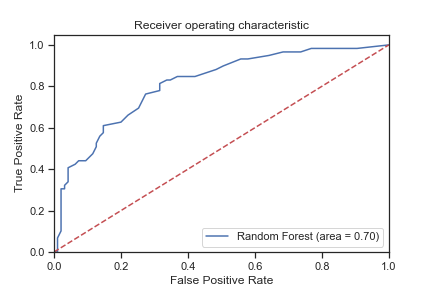 Receiver operating characteristic
1.0
0.8
0.6
0.4
0.2
0.0
True Positive Rate
0.0 0.2 0.4 0.6 0.8 1.0
False Positive Rate
Random Forest (area = 0.70)